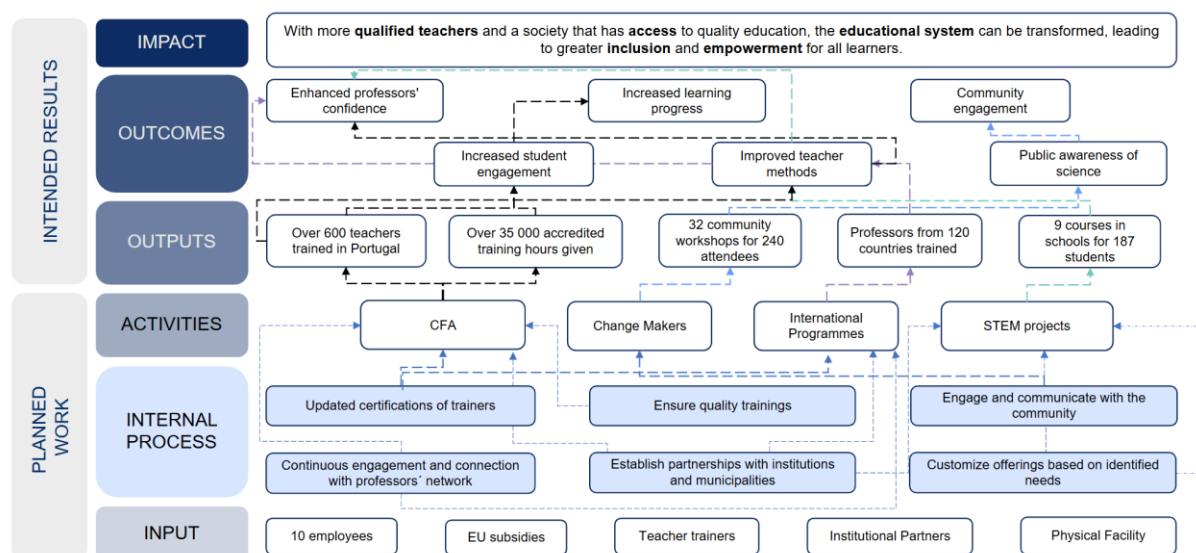 INTENDED RESULTS
IMPACT
With more qualified teachers and a society that has access to quality education, the educational system can be transformed, leading
to greater inclusion and empowerment for all learners.
OUTCOMES
Enhanced professors'
confidence
Increased learning
progress
Community
engagement
Increased student
engagement
Improved teacher
methods
Public awareness of
science
OUTPUTS
Over 600 teachers
trained in Portugal
Over 35 000 accredited
training hours given
32 community
workshops for 240
attendees
Professors from 120
countries trained
9 courses in
schools for 187
students
PLANNED
WORK
ACTIVITIES
CFA
Change Makers
International
Programmes
STEM projects
INTERNAL
PROCESS
Updated certifications of trainers
Ensure quality trainings
Engage and communicate with the
community
Continuous engagement and connection
with professors´ network
Establish partnerships with institutions
and municipalities
Customize offerings based on identified
needs
INPUT
10 employees
EU subsidies
Teacher trainers
Institutional Partners
Physical Facility